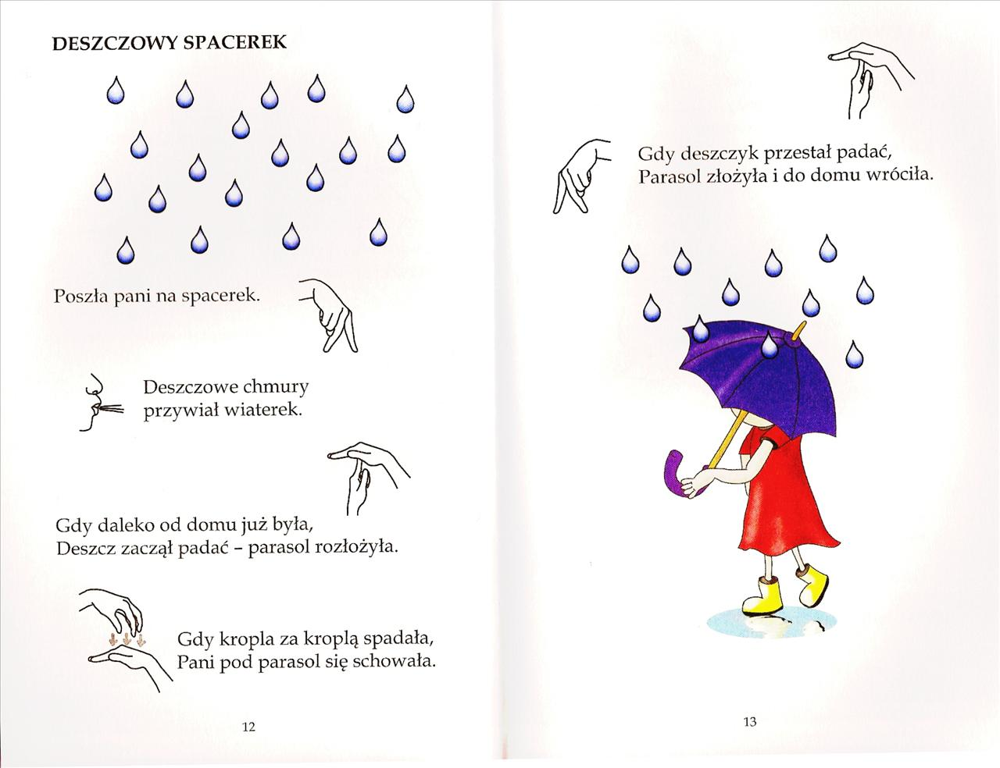 DESZCZOWY SPACEREK
Poszła pani na spacerek.
Deszczowe chmury
przywiał wiaterek.
Gdy daleko od domu już była,
Deszcz zaczął padać – parasol rozłożyła.
Gdy kropla za kroplą spadała,
Pani pod parasol się schowała.
12
Gdy deszczyk przestał padać,
Parasol złożyła i do domu wróciła.
13